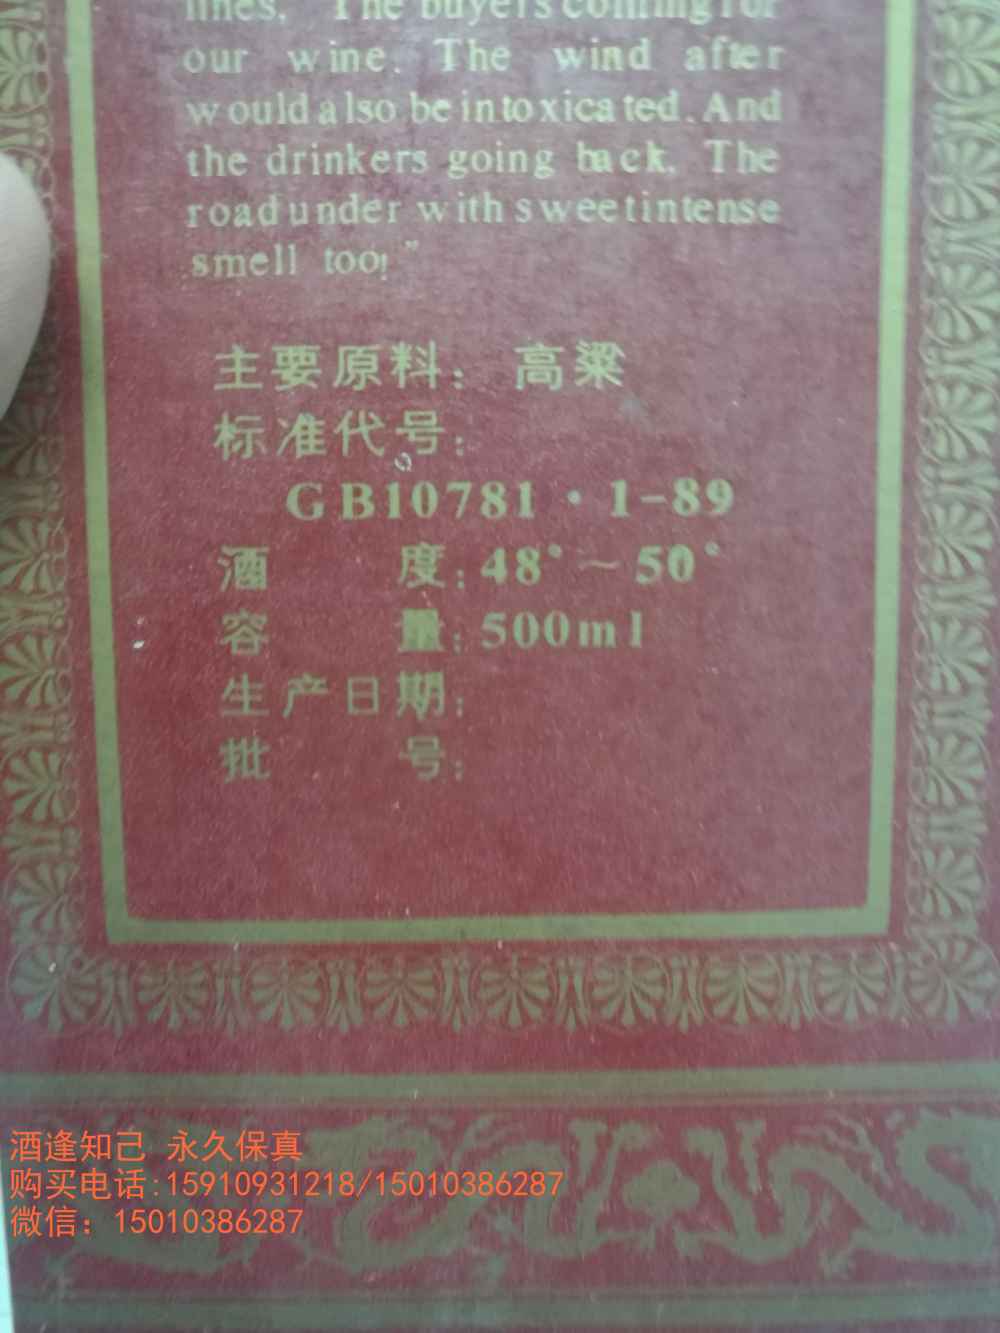 lines. The buyers coming for
our wine. The wind after
would also be intoxicated. And
the drinkers going back. The
road under with sweet intense
smell too!"
主要原料：高粱
标准代号：
GB10781·1-89
酒度：48°～50°
容量：500ml
生产日期：
批号：
酒逢知己 永久保真
购买电话:15910931218/15010386287
微信：15010386287